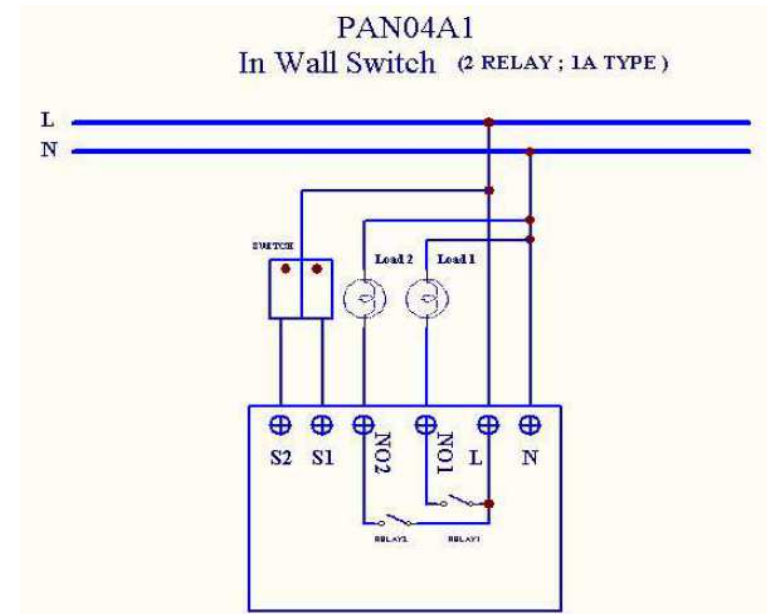 PAN04A1
In Wall Switch (2 RELAY ; 1A TYPE )
L
N
SWITCH
Load 2 Load 1
S2 S1 NO2 NO1 L N
RELAY2 RELAY1